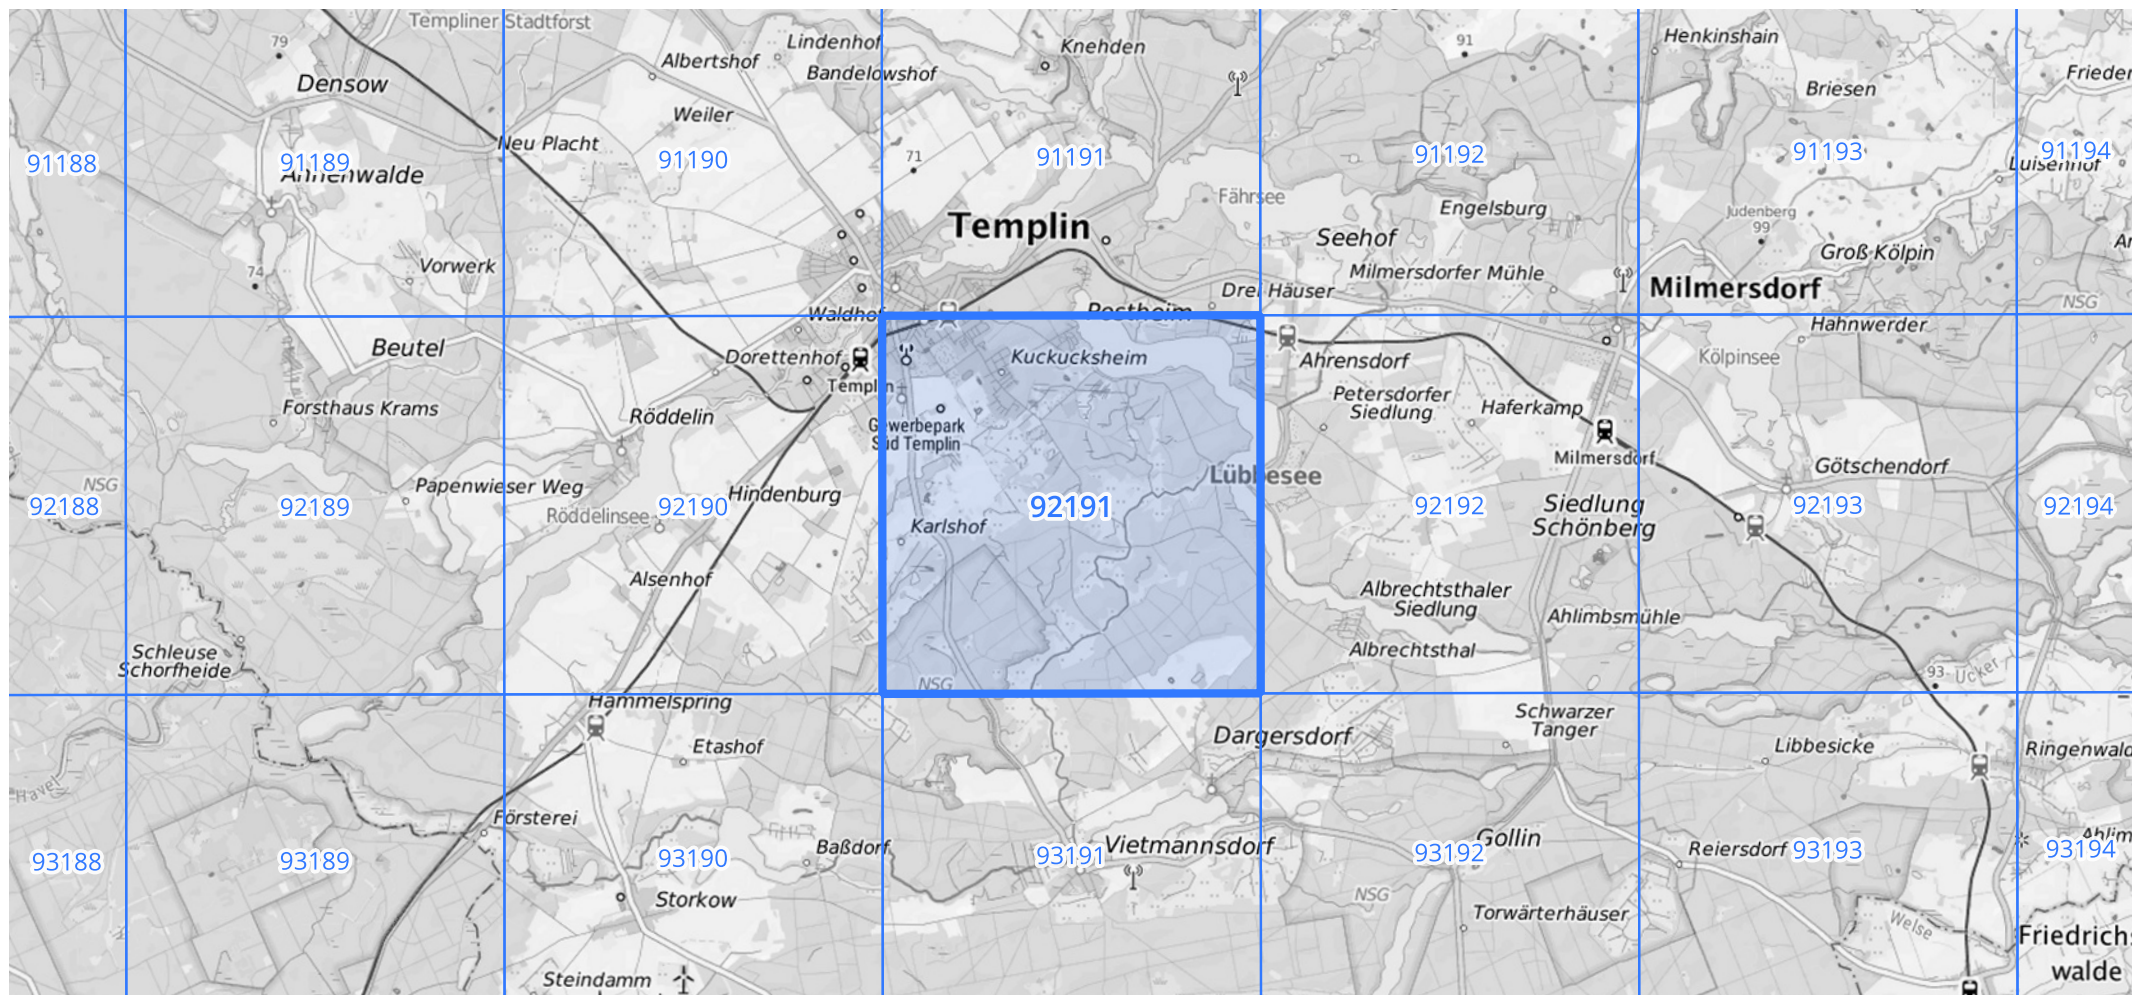 Templiner Stadtforst
79
Densow
Albertshof
Lindenhof
Bandelowshof
Knehden
91
Henkinshain
Briesen
Weiler
Neu Placht
71
91188
91189
Annenwalde
91190
91191
91192
91193
91194
Luisenhof
Fährsee
Engelsburg
Judenberg
99
Templin
Seehof
Groß Kölpin
Vorwerk
74
Milmersdorfer Mühle
Drei Häuser
Milmersdorf
NSG
Waldhof
Postheim
Hahnwerder
Beutel
Dorettenhof
Kuckucksheim
Ahrensdorf
Kölpinsee
Templin
Forsthaus Krams
Röddelin
Gewerbepark
Süd Templin
Petersdorfer
Siedlung
Haferkamp
Milmersdorf
Götschendorf
NSG
Papenwieser Weg
Hindenburg
Lübbesee
92188
92189
Röddelinsee
92190
92191
92192
Siedlung
Schönberg
92193
92194
Karlshof
Alsenhof
Albrechtsthaler
Siedlung
Ahlimbsmühle
Schleuse
Schorfheide
Albrechtsthal
NSG
93
Ucker
Hammelspring
Schwarzer
Tanger
Etashof
Dargersdorf
Libbesicke
Havel
Försterei
Baßdorf
Vietmannsdorf
Gollin
Reiersdorf
93188
93189
93190
93191
93192
93193
93194
Storkow
NSG
Torwärterhäuser
Welse
Friedrichs
walde
Steindamm